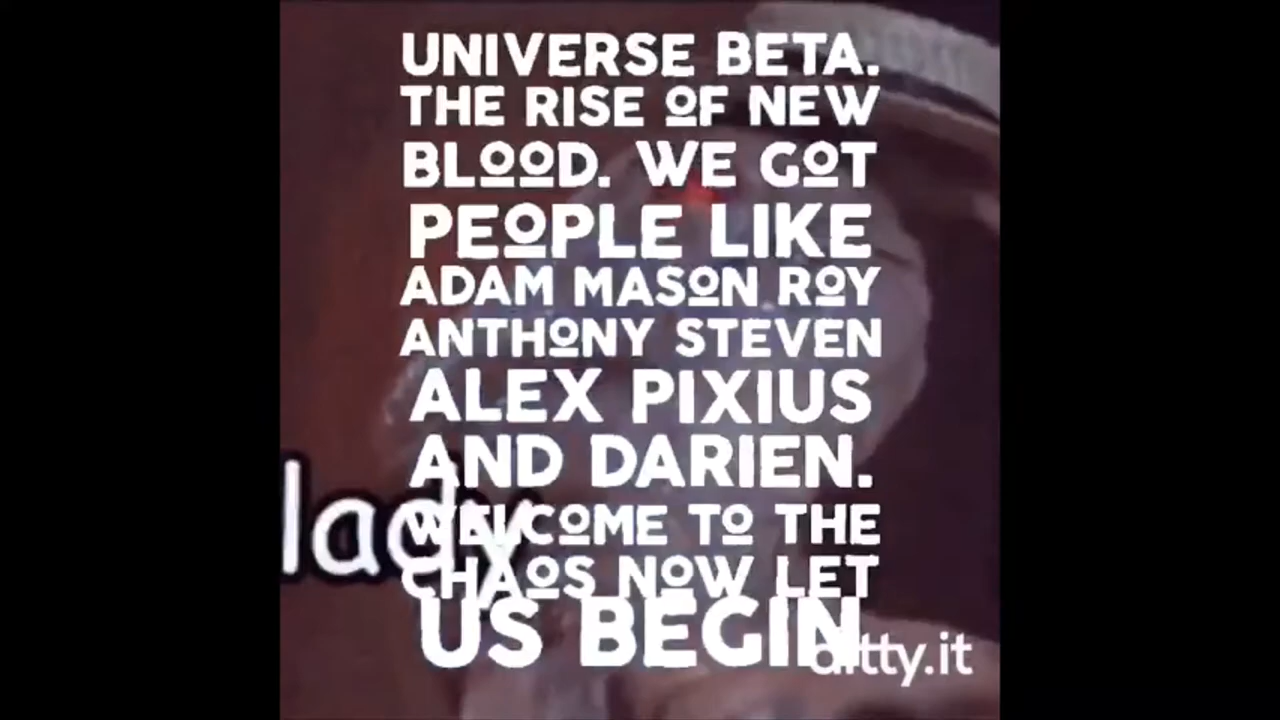 UNIVERSE BETA.
THE RISE OF NEW
BLOOD. WE GOT
PEOPLE LIKE
ADAM MASON ROY
ANTHONY STEVEN
ALEX PIXIUS
AND DARIEN.
lady
WELCOME TO THE
CHAOS NOW LET
US BEGIN
ditty.it